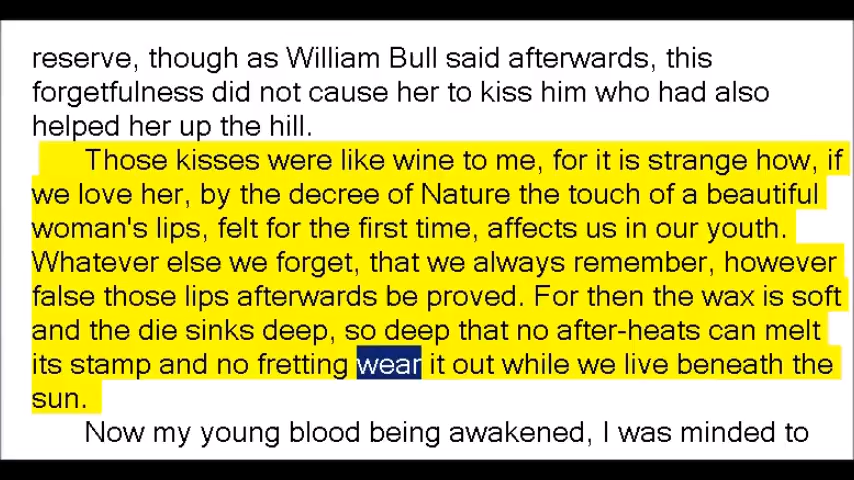 reserve, though as William Bull said afterwards, this
forgetfulness did not cause her to kiss him who had also
helped her up the hill.
Those kisses were like wine to me, for it is strange how, if
we love her, by the decree of Nature the touch of a beautiful
woman's lips, felt for the first time, affects us in our youth.
Whatever else we forget, that we always remember, however
false those lips afterwards be proved. For then the wax is soft
and the die sinks deep, so deep that no after-heats can melt
its stamp and no fretting wear it out while we live beneath the
sun.
Now my young blood being awakened, I was minded to